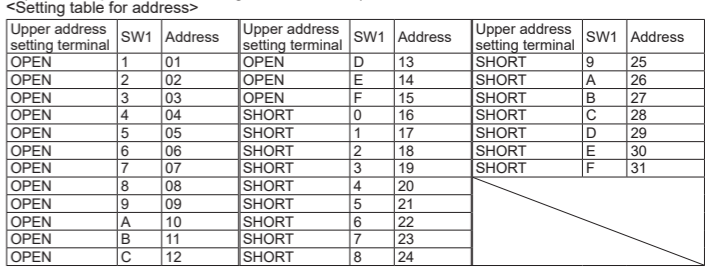 <Setting table for address>
Upper address setting terminal SW1 Address Upper address setting terminal SW1 Address Upper address setting terminal SW1 Address
OPEN 1 01 OPEN D 13 SHORT 9 25
OPEN 2 02 OPEN E 14 SHORT A 26
OPEN 3 03 OPEN F 15 SHORT B 27
OPEN 4 04 SHORT 0 16 SHORT C 28
OPEN 5 05 SHORT 1 17 SHORT D 29
OPEN 6 06 SHORT 2 18 SHORT E 30
OPEN 7 07 SHORT 3 19 SHORT F 31
OPEN 8 08 SHORT 4 20
OPEN 9 09 SHORT 5 21
OPEN A 10 SHORT 6 22
OPEN B 11 SHORT 7 23
OPEN C 12 SHORT 8 24